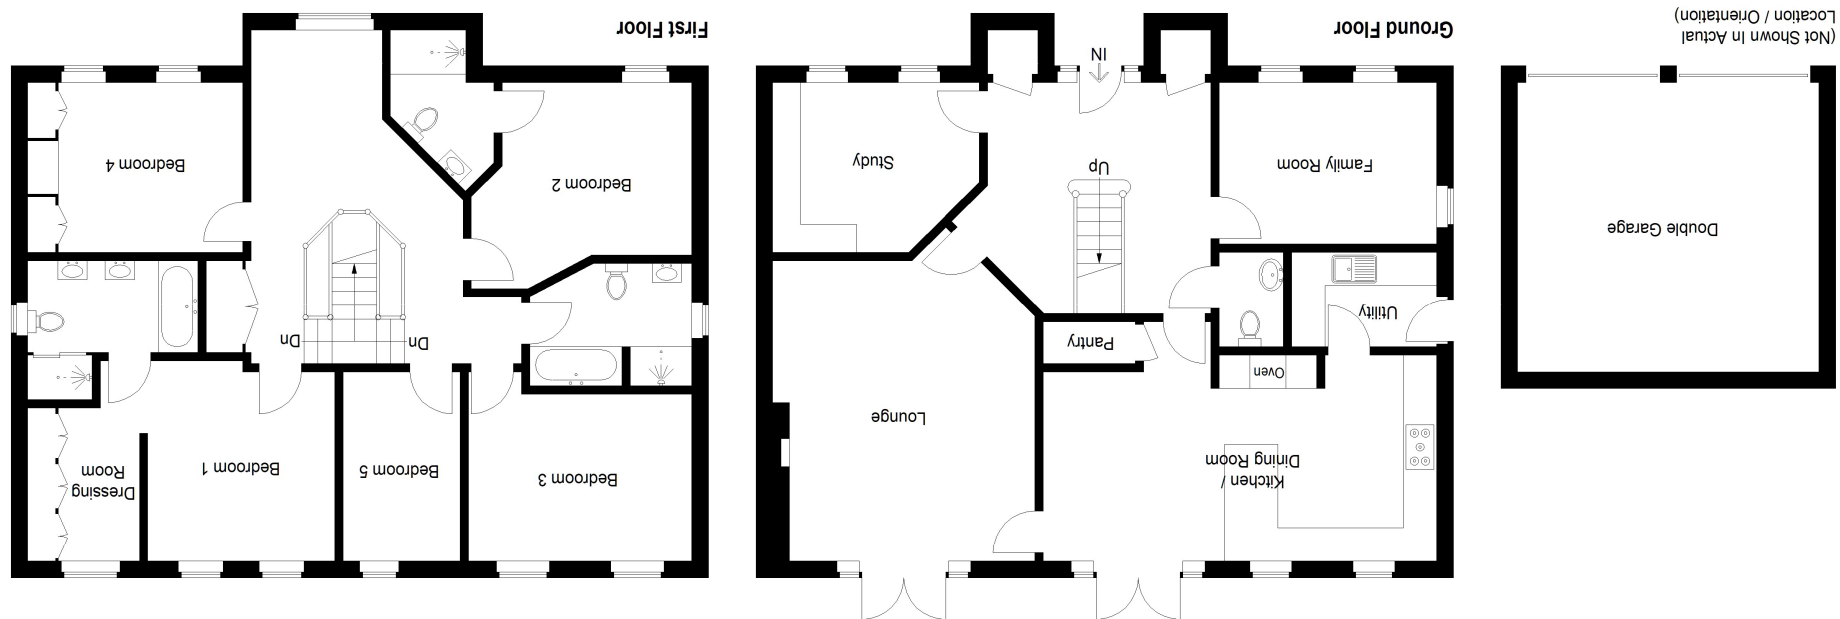 (Not Shown In Actual
Location / Orientation)
Double Garage
Ground Floor
Kitchen /
Dining Room
Lounge
Oven
Pantry
Utility
Family Room
Up
Study
IN
First Floor
Bedroom 3
Bedroom 5
Bedroom 1
Dressing
Room
Dn
Dn
Bedroom 2
Bedroom 4